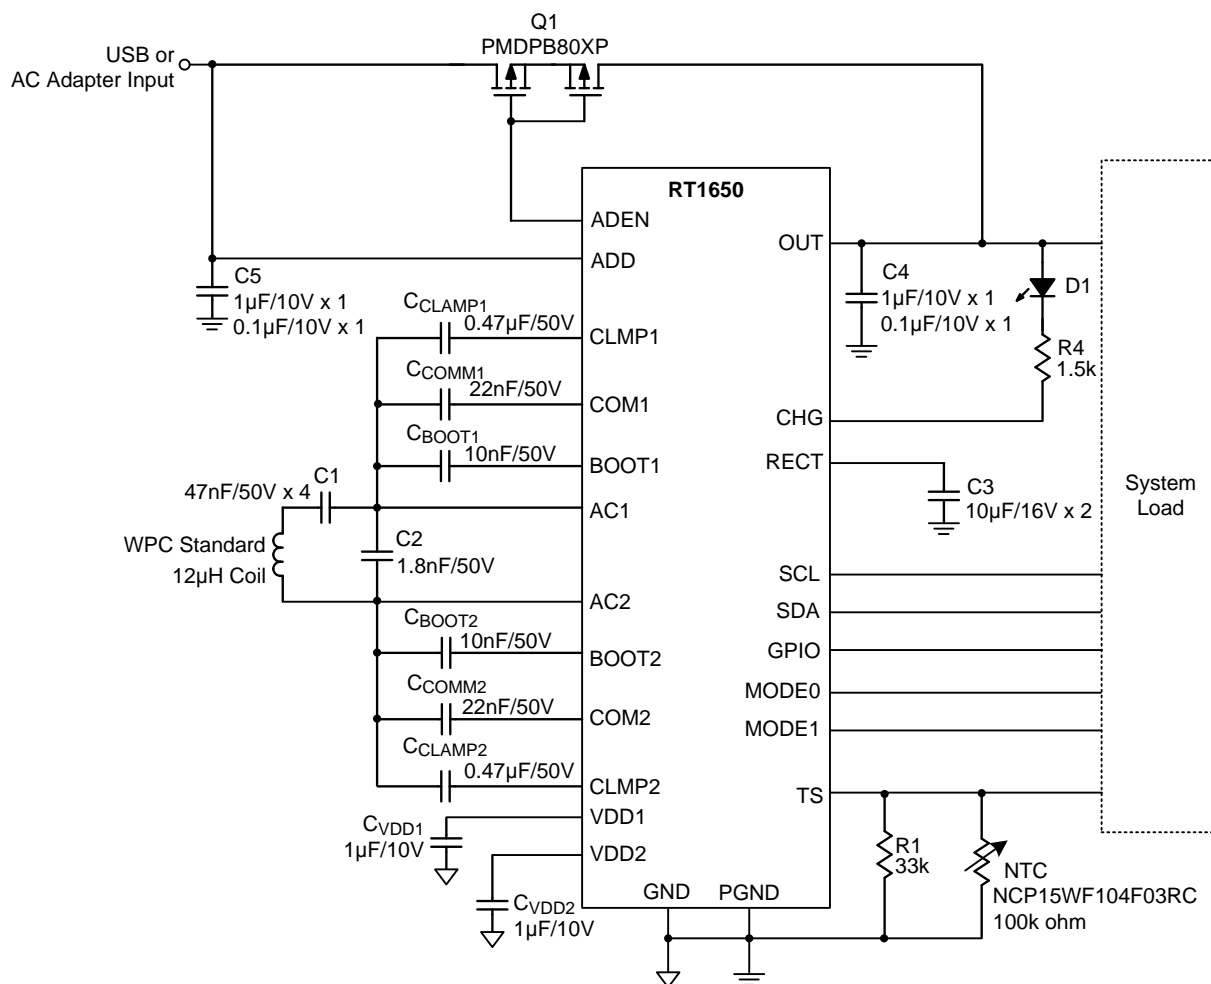 Q1
PMDPB80XP
USB or
AC Adapter Input
RT1650
ADEN
ADD
OUT
C5
1µF/10V x 1
0.1µF/10V x 1
C4
1µF/10V x 1
0.1µF/10V x 1
D1
R4
1.5k
CCLAMP1
0.47µF/50V
CLMP1
CCOMM1
22nF/50V
COM1
CHG
CBOOT1
10nF/50V
BOOT1
RECT
C3
10µF/16V x 2
System
Load
C1
47nF/50V x 4
AC1
WPC Standard
12µH Coil
C2
1.8nF/50V
SCL
AC2
SDA
CBOOT2
10nF/50V
BOOT2
GPIO
CCOMM2
22nF/50V
COM2
MODE0
MODE1
CCLAMP2
0.47µF/50V
CLMP2
TS
CVDD1
1µF/10V
VDD1
VDD2
R1
33k
NTC
NCP15WF104F03RC
100k ohm
CVDD2
1µF/10V
GND
PGND